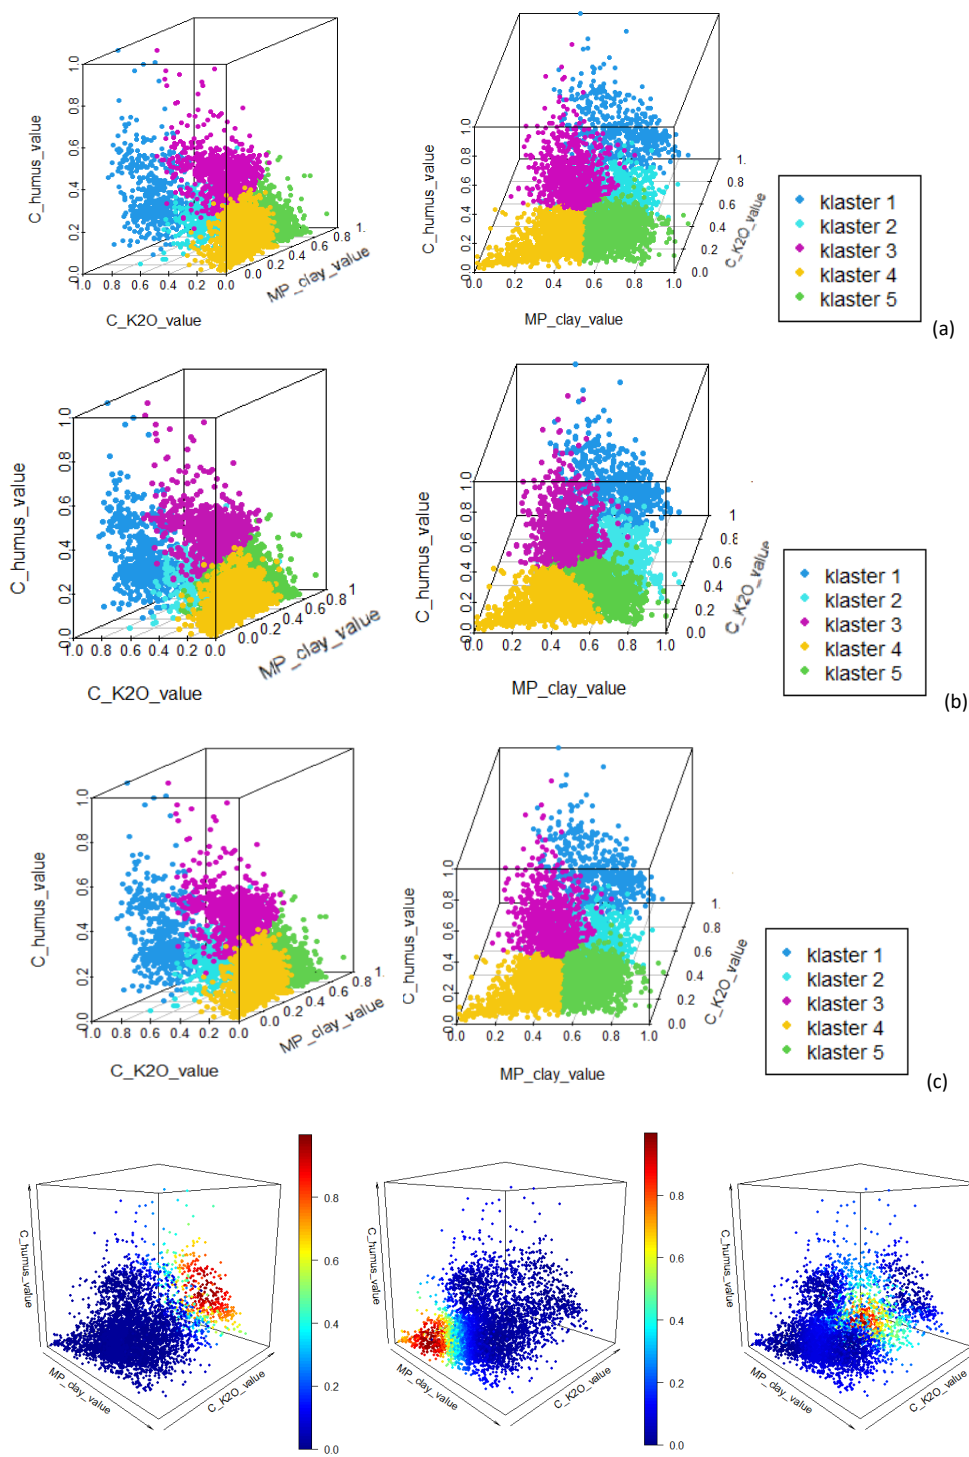 C_humus_value
0.0
0.2
0.4
0.6
0.8
1.0
1.0 0.8 0.6 0.4 0.2 0.0
C_K2O_value
0.0 0.2 0.4 0.6 0.8 1.
MP_clay_value
C_humus_value
0.0
0.2
0.4
0.6
0.8
1.0
0.0 0.2 0.4 0.6 0.8 1.0
MP_clay_value
0.0 0.2 0.4 0.6 0.8 1.
C_K2O_value
klaster 1
klaster 2
klaster 3
klaster 4
klaster 5
(a)
C_humus_value
0.0
0.2
0.4
0.6
0.8
1.0
1.0 0.8 0.6 0.4 0.2 0.0
C_K2O_value
0.0 0.2 0.4 0.6 0.8 1
MP_clay_value
C_humus_value
0.0
0.2
0.4
0.6
0.8
1.0
0.0 0.2 0.4 0.6 0.8 1.0
MP_clay_value
0.0 0.2 0.4 0.6 0.8 1
C_K2O_value
klaster 1
klaster 2
klaster 3
klaster 4
klaster 5
(b)
C_humus_value
0.0
0.2
0.4
0.6
0.8
1.0
1.0 0.8 0.6 0.4 0.2 0.0
C_K2O_value
0.0 0.2 0.4 0.6 0.8 1.
MP_clay_value
C_humus_value
0.0
0.2
0.4
0.6
0.8
1.0
0.0 0.2 0.4 0.6 0.8 1.0
MP_clay_value
0.0 0.2 0.4 0.6 0.8 1.
C_K2O_value
klaster 1
klaster 2
klaster 3
klaster 4
klaster 5
(c)
C_humus_value
MP_clay_value
C_K2O_value
0.8
0.6
0.4
0.2
0.0
C_humus_value
MP_clay_value
C_K2O_value
0.8
0.6
0.4
0.2
0.0
C_humus_value
MP_clay_value
C_K2O_value